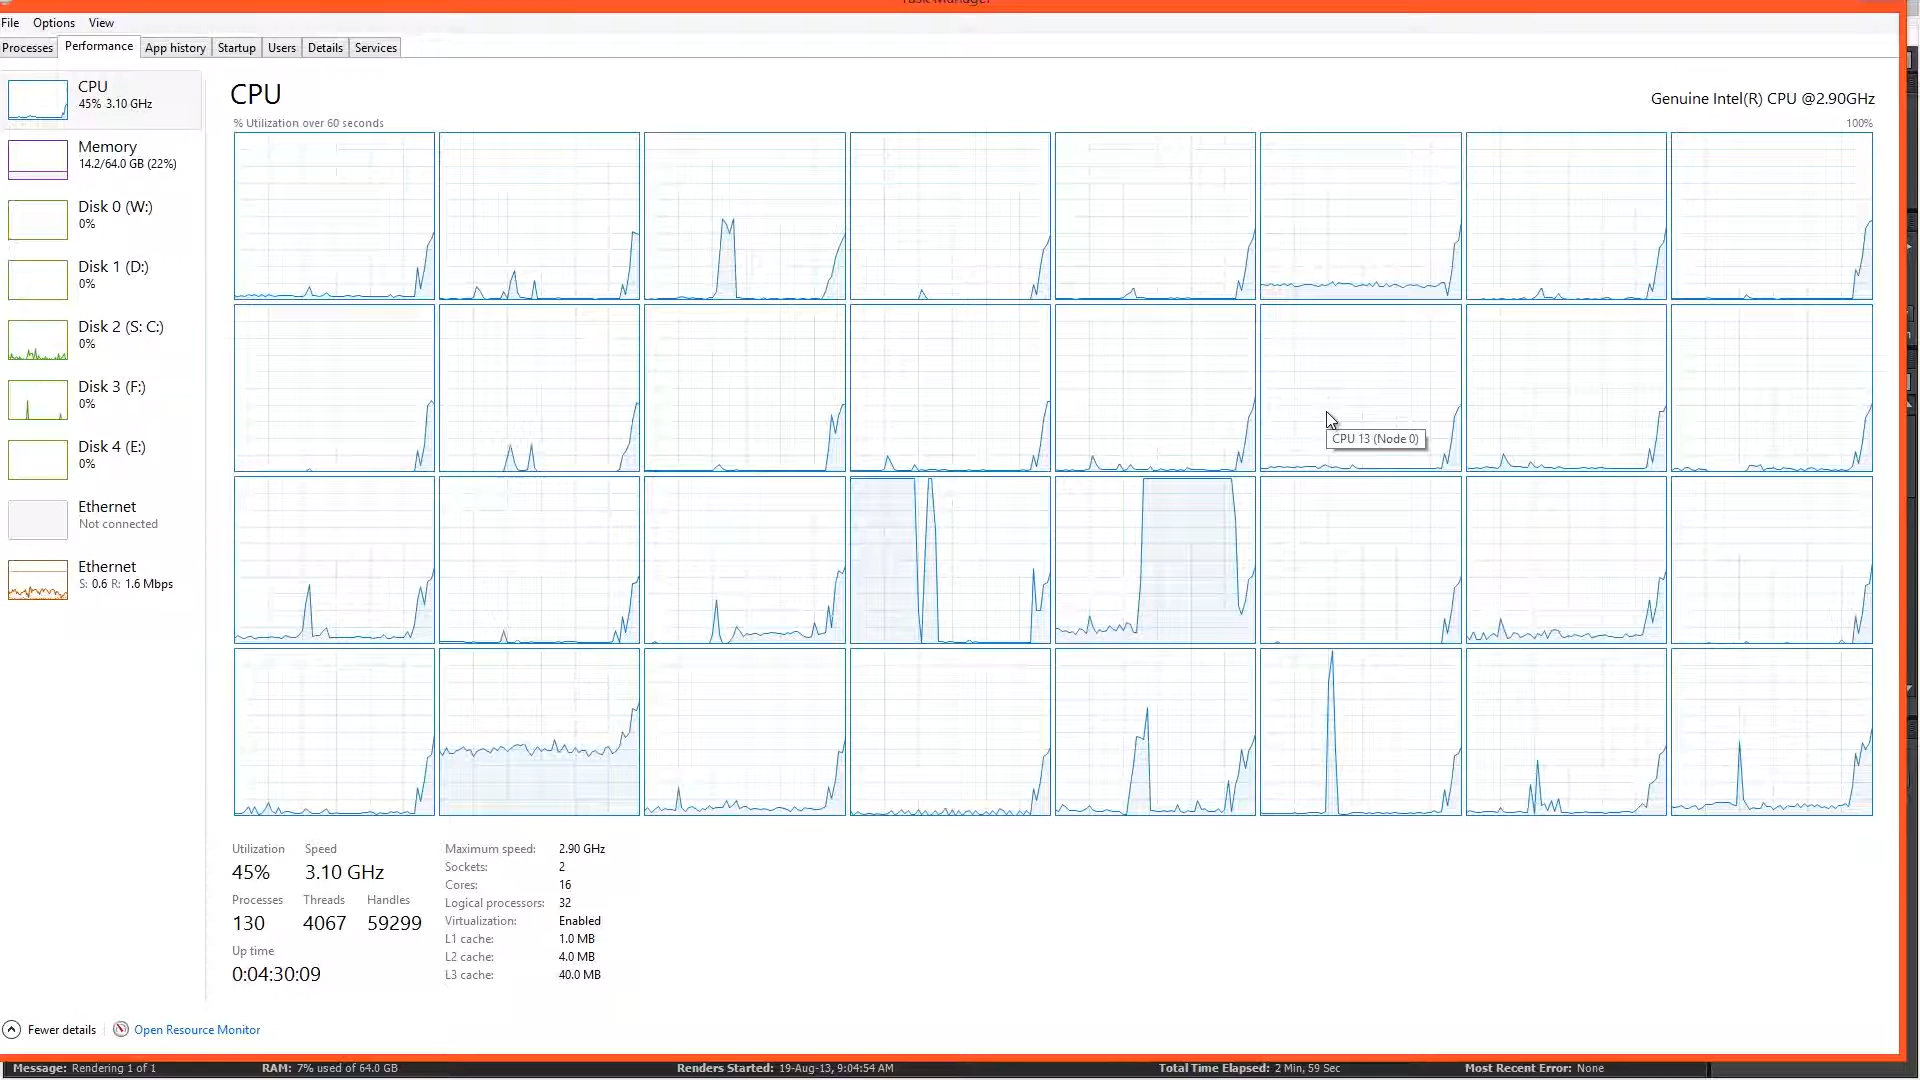 Task Manager
File Options View
Processes Performance App history Startup Users Details Services
CPU
45% 3.10 GHz
Memory
14.2/64.0 GB (22%)
Disk 0 (W:)
0%
Disk 1 (D:)
0%
Disk 2 (S: C:)
0%
Disk 3 (F:)
0%
Disk 4 (E:)
0%
Ethernet
Not connected
Ethernet
S: 0.6 R: 1.6 Mbps
CPU
Genuine Intel(R) CPU @2.90GHz
% Utilization over 60 seconds
100%
CPU 13 (Node 0)
Utilization Speed
45% 3.10 GHz
Processes Threads Handles
130 4067 59299
Up time
0:04:30:09
Maximum speed: 2.90 GHz
Sockets: 2
Cores: 16
Logical processors: 32
Virtualization: Enabled
L1 cache: 1.0 MB
L2 cache: 4.0 MB
L3 cache: 40.0 MB
Fewer details
Open Resource Monitor
Message: Rendering 1 of 1 RAM: 7% used of 64.0 GB Renders Started: 19-Aug-13, 9:04:54 AM Total Time Elapsed: 2 Min, 59 Sec Most Recent Error: None